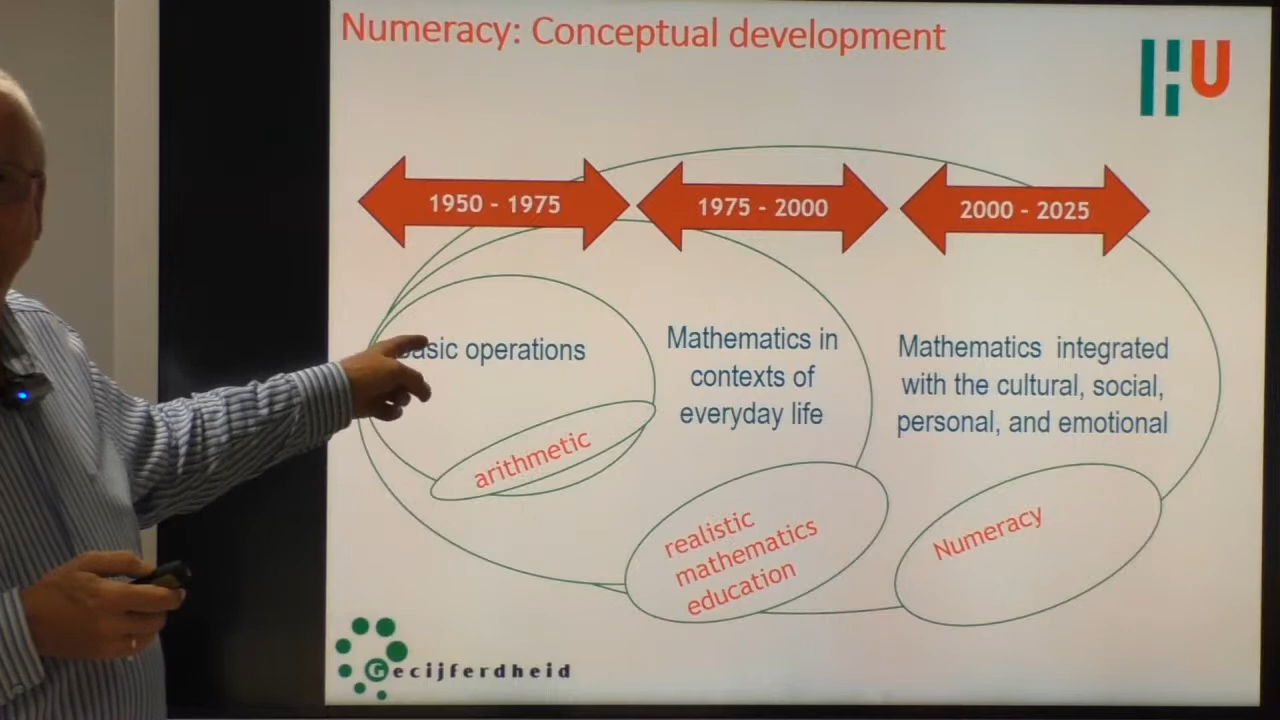 Numeracy: Conceptual development
HU
1950 - 1975
1975 - 2000
2000 - 2025
basic operations
Mathematics in
contexts of
everyday life
Mathematics integrated
with the cultural, social,
personal, and emotional
arithmetic
realistic
mathematics
education
Numeracy
Gecijferdheid